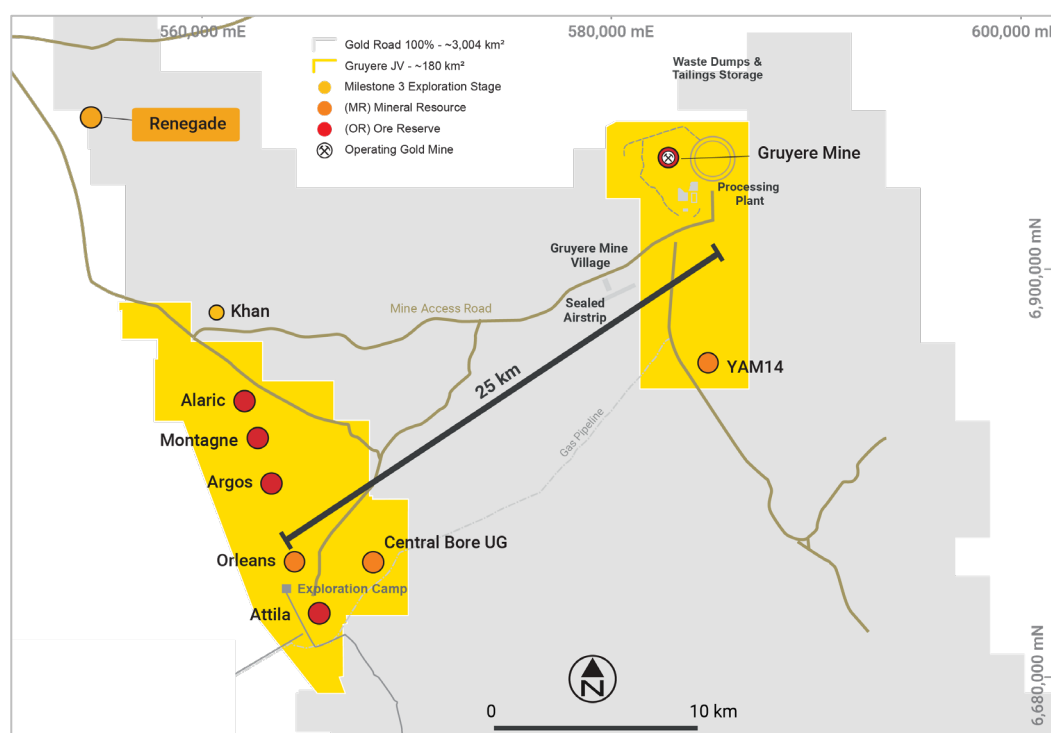 560,000 mE
580,000 mE
600,000 mE
Gold Road 100% - ~3,004 km²
Gruyere JV - ~180 km²
Milestone 3 Exploration Stage
(MR) Mineral Resource
(OR) Ore Reserve
Operating Gold Mine
Waste Dumps &
Tailings Storage
Renegade
Gruyere Mine
Processing
Plant
Gruyere Mine
Village
Sealed
Airstrip
6,900,000 mN
Khan
Mine Access Road
25 km
YAM14
Alaric
Montagne
Argos
Gas Pipeline
Orleans
Central Bore UG
Exploration Camp
Attila
N
0
10 km
6,680,000 mN